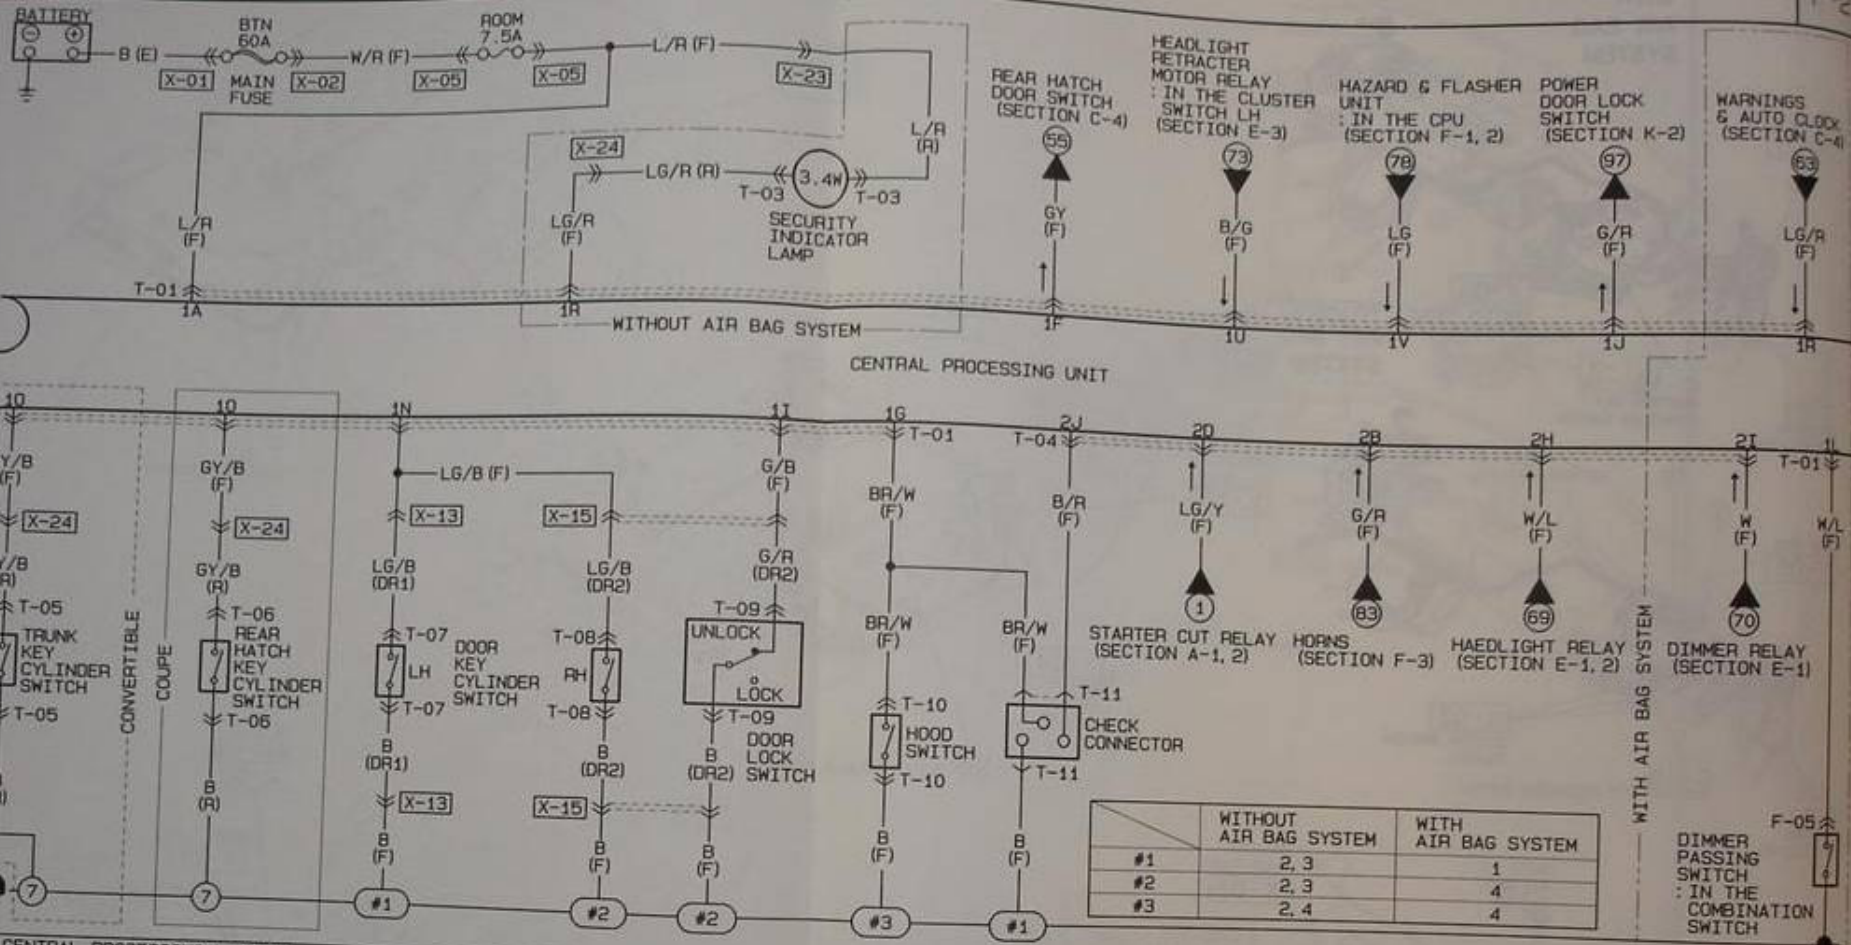 BATTERY
B (E)
X-01
BTN
60A
MAIN
FUSE
X-02
W/R (F)
X-05
ROOM
7.5A
X-05
L/R (F)
X-23
L/R
(R)
L/R
(F)
T-01
1A
X-24
LG/R (R)
T-03
3.4W
T-03
SECURITY
INDICATOR
LAMP
LG/R
(F)
1R
WITHOUT AIR BAG SYSTEM
REAR HATCH
DOOR SWITCH
(SECTION C-4)
55
GY
(F)
1F
HEADLIGHT
RETRACTER
MOTOR RELAY
: IN THE CLUSTER
SWITCH LH
(SECTION E-3)
73
B/G
(F)
1U
HAZARD & FLASHER
UNIT
: IN THE CPU
(SECTION F-1, 2)
78
LG
(F)
1V
POWER
DOOR LOCK
SWITCH
(SECTION K-2)
97
G/R
(F)
1J
WARNINGS
& AUTO CLOCK
(SECTION C-4)
63
LG/R
(F)
1R
CENTRAL PROCESSING UNIT
1O
Y/B
(F)
X-24
Y/B
R)
T-05
TRUNK
KEY
CYLINDER
SWITCH
T-05
7
CONVERTIBLE
COUPE
1O
GY/B
(F)
X-24
GY/B
(R)
T-06
REAR
HATCH
KEY
CYLINDER
SWITCH
T-06
B
(R)
7
1N
LG/B (F)
X-13
LG/B
(DR1)
T-07
LH
DOOR
KEY
CYLINDER
SWITCH
T-07
B
(DR1)
X-13
B
(F)
#1
X-15
LG/B
(DR2)
T-08
RH
T-08
B
(DR2)
X-15
B
(F)
#2
1I
G/B
(F)
G/R
(DR2)
T-09
UNLOCK
LOCK
T-09
DOOR
LOCK
SWITCH
B
(DR2)
B
(F)
#2
1G
T-01
BR/W
(F)
BR/W
(F)
T-10
HOOD
SWITCH
T-10
B
(F)
#3
2J
T-04
B/R
(F)
BR/W
(F)
T-11
CHECK
CONNECTOR
T-11
B
(F)
#1
2D
LG/Y
(F)
1
STARTER CUT RELAY
(SECTION A-1, 2)
2B
G/R
(F)
83
HORNS
(SECTION F-3)
2H
W/L
(F)
69
HAEDLIGHT RELAY
(SECTION E-1, 2)
2I
W
(F)
70
DIMMER RELAY
(SECTION E-1)
WITH AIR BAG SYSTEM
T-01
W/L
(F)
F-05
DIMMER
PASSING
SWITCH
: IN THE
COMBINATION
SWITCH
WITHOUT
AIR BAG SYSTEM
WITH
AIR BAG SYSTEM
#1 2, 3 1
#2 2, 3 4
#3 2, 4 4